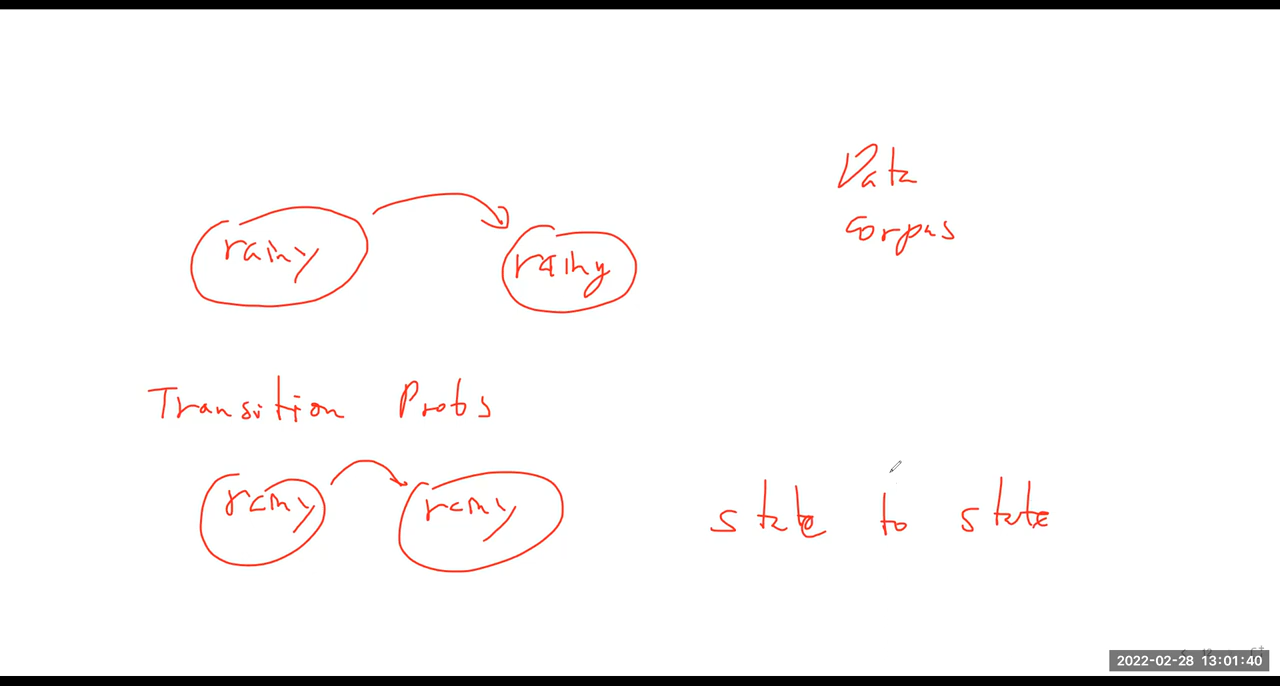 Data
corpus
rainy rainy
Transition Probs
rainy rainy
state to state
2022-02-28 13:01:40